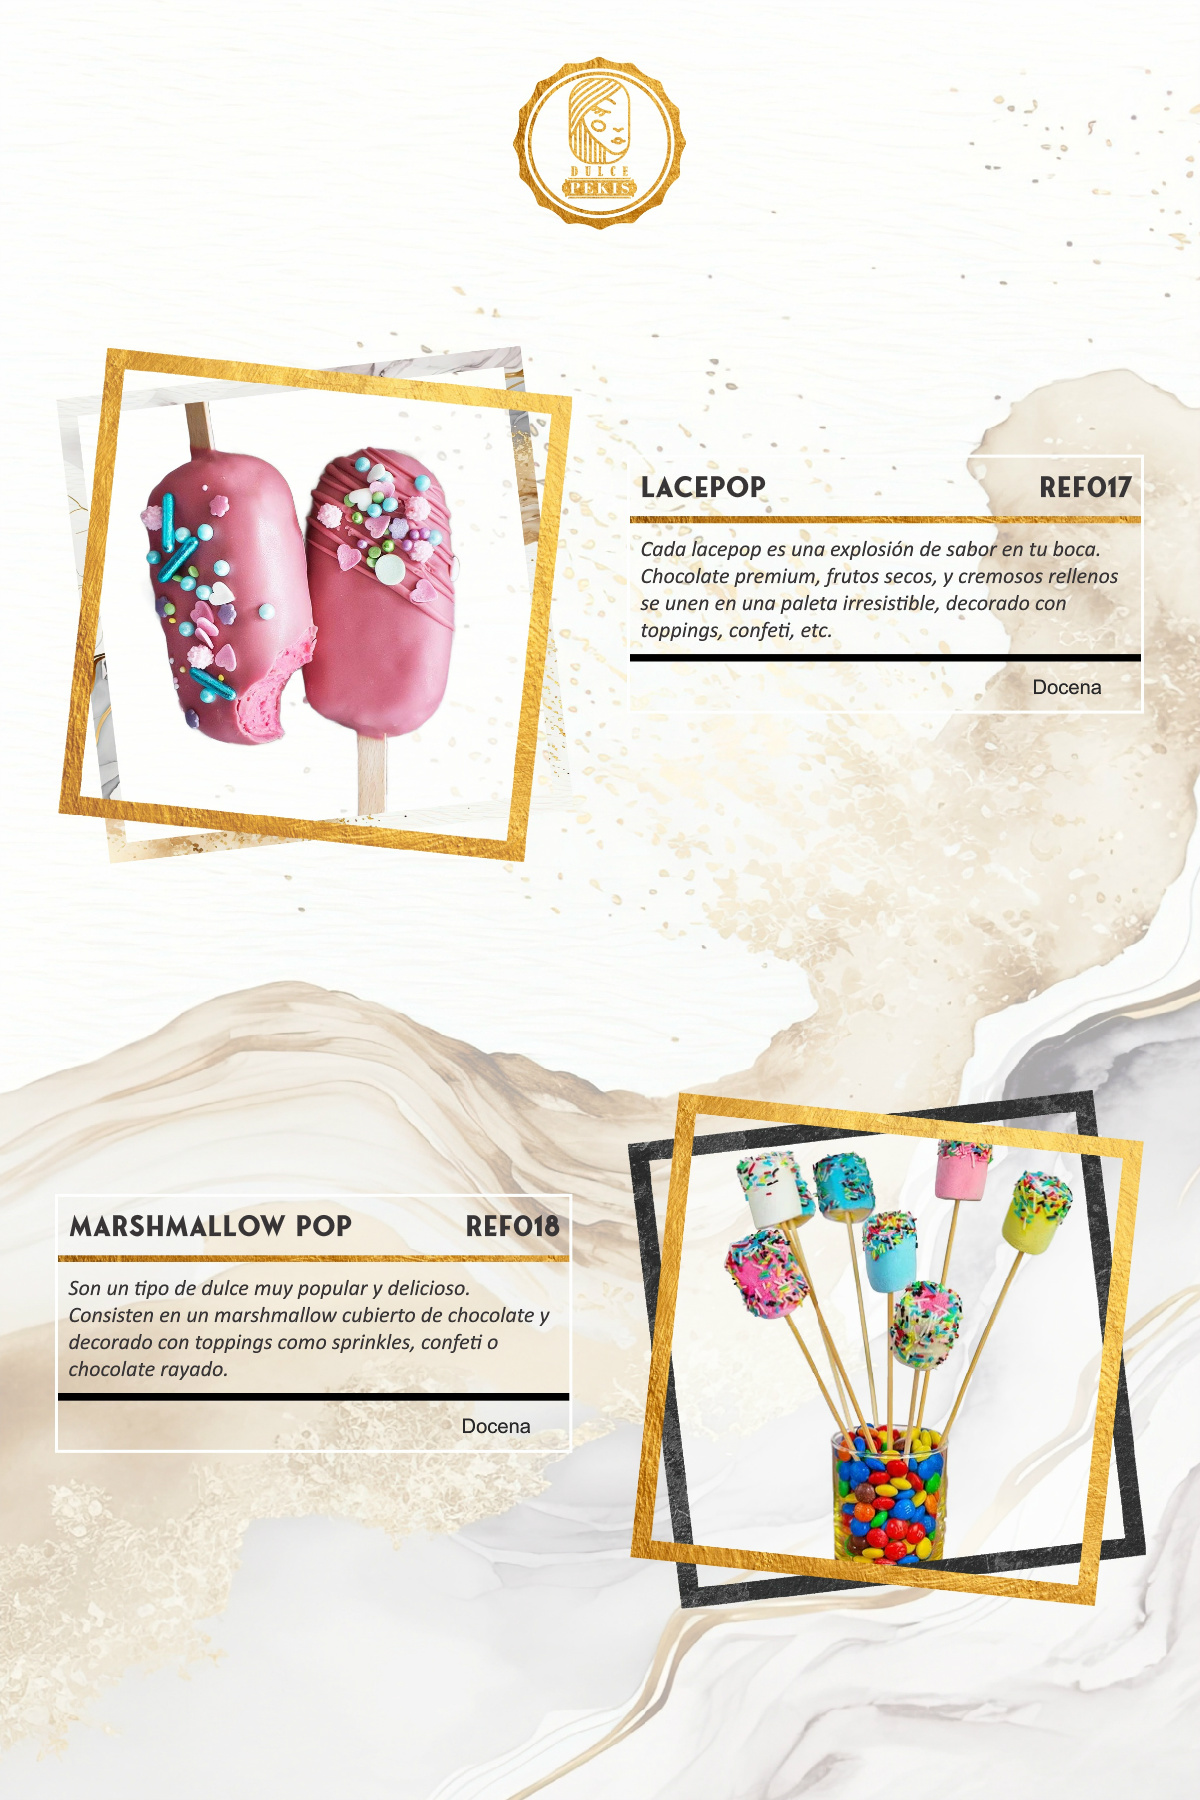 DULCE
PEKIS
LACEPOP REF017
Cada lacepop es una explosión de sabor en tu boca.
Chocolate premium, frutos secos, y cremosos rellenos
se unen en una paleta irresistible, decorado con
toppings, confeti, etc.
Docena
MARSHMALLOW POP REF018
Son un tipo de dulce muy popular y delicioso.
Consisten en un marshmallow cubierto de chocolate y
decorado con toppings como sprinkles, confeti o
chocolate rayado.
Docena